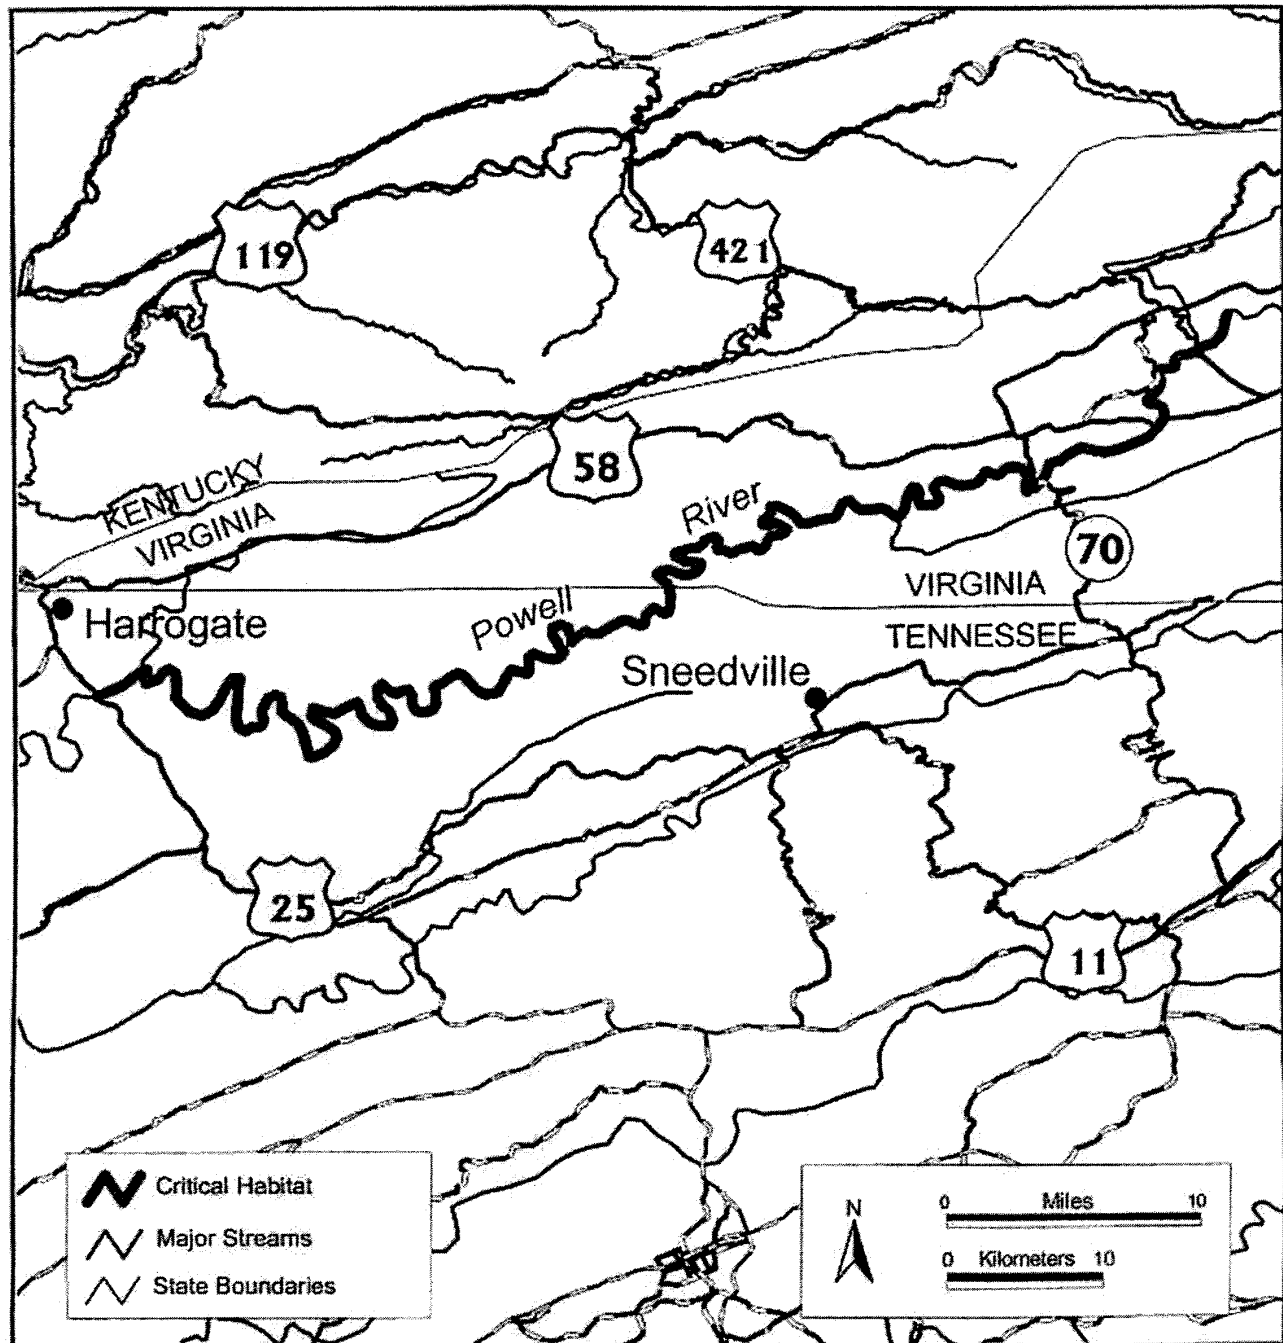 119
421
58
KENTUCKY
VIRGINIA
Powell River
70
VIRGINIA
TENNESSEE
Harrogate
Sneedville
25
11
Critical Habitat
Major Streams
State Boundaries
N
0 Miles 10
0 Kilometers 10